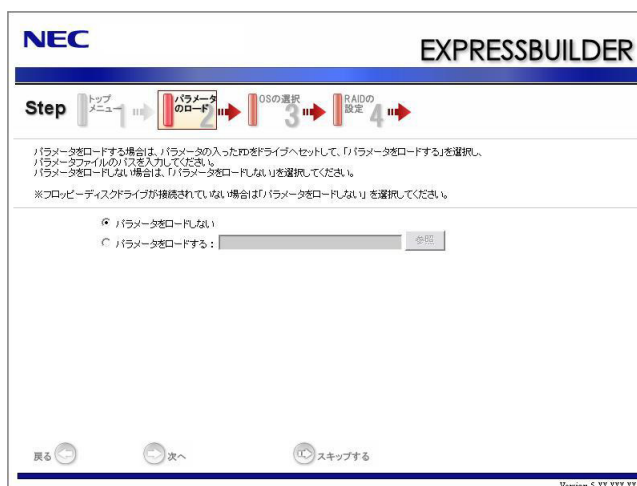 NEC
EXPRESSBUILDER
Step トップメニュー 1 パラメータのロード 2 OSの選択 3 RAIDの設定 4
パラメータをロードする場合は、パラメータの入ったFDをドライブへセットして、「パラメータをロードする」を選択し、
パラメータファイルのパスを入力してください。
パラメータをロードしない場合は、「パラメータをロードしない」を選択してください。
※フロッピーディスクドライブが接続されていない場合は「パラメータをロードしない」を選択してください。
パラメータをロードしない
パラメータをロードする：
参照
戻る 次へ スキップする